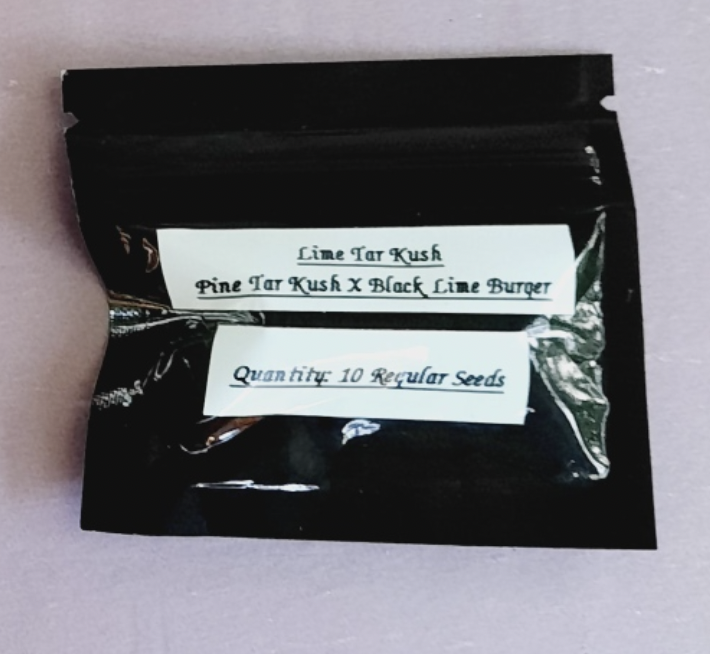 Lime Tar Kush
Pine Tar Kush X Black Lime Burger
Quantity: 10 Regular Seeds